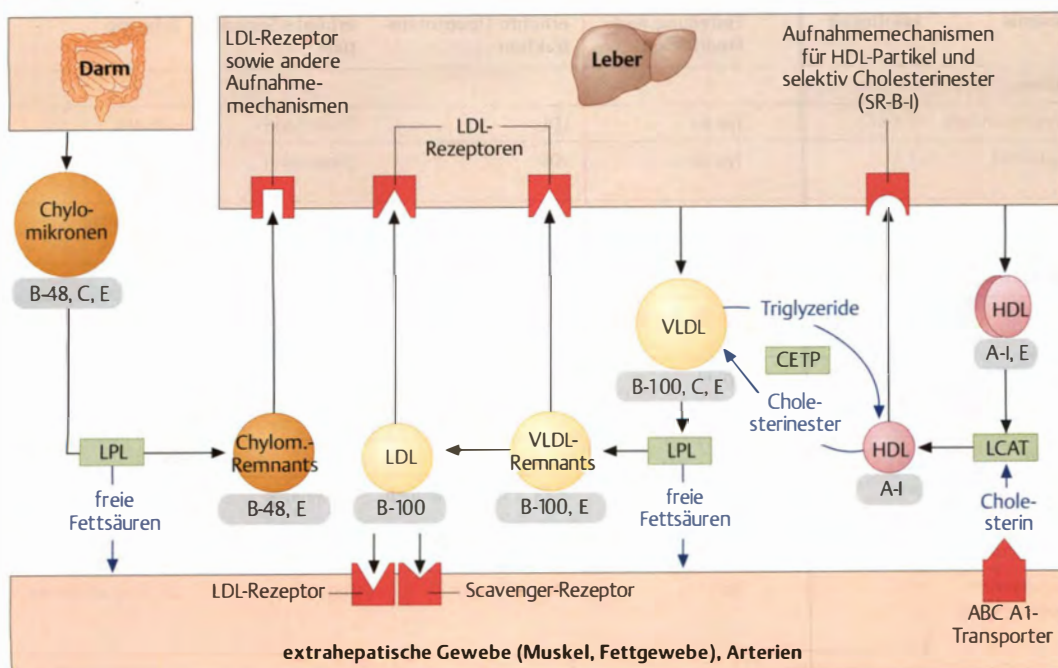 Darm
LDL-Rezeptor
sowie andere
Aufnahme-
mechanismen
Leber
Aufnahmemechanismen
für HDL-Partikel und
selektiv Cholesterinester
(SR-B-I)
LDL-
Rezeptoren
Chylo-
mikronen
B-48, C, E
VLDL
B-100, C, E
Triglyzeride
CETP
Chole-
sterinester
HDL
A-I, E
LPL
freie
Fettsäuren
Chylom.-
Remnants
B-48, E
LDL
B-100
VLDL-
Remnants
B-100, E
LPL
freie
Fettsäuren
HDL
A-I
LCAT
Chole-
sterin
LDL-Rezeptor
Scavenger-Rezeptor
ABC A1-
Transporter
extrahepatische Gewebe (Muskel, Fettgewebe), Arterien